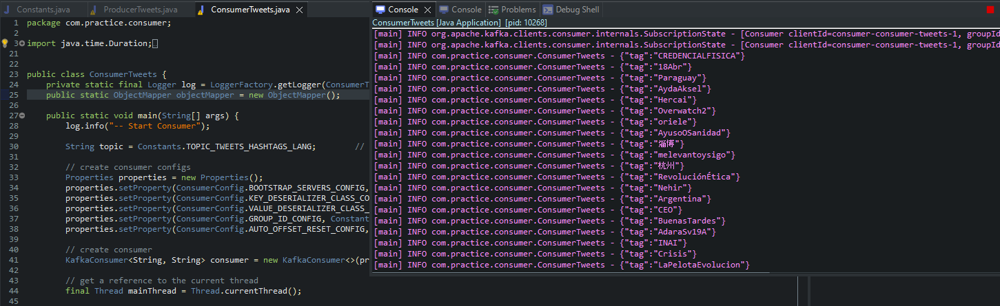 Constants.java
ProducerTweets.java
ConsumerTweets.java
1 package com.practice.consumer;
2
3 import java.time.Duration;
21
22
23 public class ConsumerTweets {
24 private static final Logger log = LoggerFactory.getLogger(ConsumerT
25 public static ObjectMapper objectMapper = new ObjectMapper();
26
27 public static void main(String[] args) {
28 log.info("-- Start Consumer");
29
30 String topic = Constants.TOPIC_TWEETS_HASHTAGS_LANG; //
31
32 // create consumer configs
33 Properties properties = new Properties();
34 properties.setProperty(ConsumerConfig.BOOTSTRAP_SERVERS_CONFIG,
35 properties.setProperty(ConsumerConfig.KEY_DESERIALIZER_CLASS_CO
36 properties.setProperty(ConsumerConfig.VALUE_DESERIALIZER_CLASS_
37 properties.setProperty(ConsumerConfig.GROUP_ID_CONFIG, Constant
38 properties.setProperty(ConsumerConfig.AUTO_OFFSET_RESET_CONFIG,
39
40 // create consumer
41 KafkaConsumer<String, String> consumer = new KafkaConsumer<>(pr
42
43 // get a reference to the current thread
44 final Thread mainThread = Thread.currentThread();
45
Console
Console
Problems
Debug Shell
ConsumerTweets [Java Application] [pid: 10268]
[main] INFO org.apache.kafka.clients.consumer.internals.SubscriptionState - [Consumer clientId=consumer-consumer-tweets-1, groupId
[main] INFO org.apache.kafka.clients.consumer.internals.SubscriptionState - [Consumer clientId=consumer-consumer-tweets-1, groupId
[main] INFO com.practice.consumer.ConsumerTweets - {"tag":"CREDENCIALFISICA"}
[main] INFO com.practice.consumer.ConsumerTweets - {"tag":"18Abr"}
[main] INFO com.practice.consumer.ConsumerTweets - {"tag":"Paraguay"}
[main] INFO com.practice.consumer.ConsumerTweets - {"tag":"AydaAksel"}
[main] INFO com.practice.consumer.ConsumerTweets - {"tag":"Hercai"}
[main] INFO com.practice.consumer.ConsumerTweets - {"tag":"Overwatch2"}
[main] INFO com.practice.consumer.ConsumerTweets - {"tag":"oriele"}
[main] INFO com.practice.consumer.ConsumerTweets - {"tag":"AyusoOSanidad"}
[main] INFO com.practice.consumer.ConsumerTweets - {"tag":"淄博"}
[main] INFO com.practice.consumer.ConsumerTweets - {"tag":"melevantoysigo"}
[main] INFO com.practice.consumer.ConsumerTweets - {"tag":"杭州"}
[main] INFO com.practice.consumer.ConsumerTweets - {"tag":"RevoluciónÉtica"}
[main] INFO com.practice.consumer.ConsumerTweets - {"tag":"Nehir"}
[main] INFO com.practice.consumer.ConsumerTweets - {"tag":"Argentina"}
[main] INFO com.practice.consumer.ConsumerTweets - {"tag":"CEO"}
[main] INFO com.practice.consumer.ConsumerTweets - {"tag":"BuenasTardes"}
[main] INFO com.practice.consumer.ConsumerTweets - {"tag":"AdaraSv19A"}
[main] INFO com.practice.consumer.ConsumerTweets - {"tag":"INAI"}
[main] INFO com.practice.consumer.ConsumerTweets - {"tag":"Crisis"}
[main] INFO com.practice.consumer.ConsumerTweets - {"tag":"LaPelotaEvolucion"}